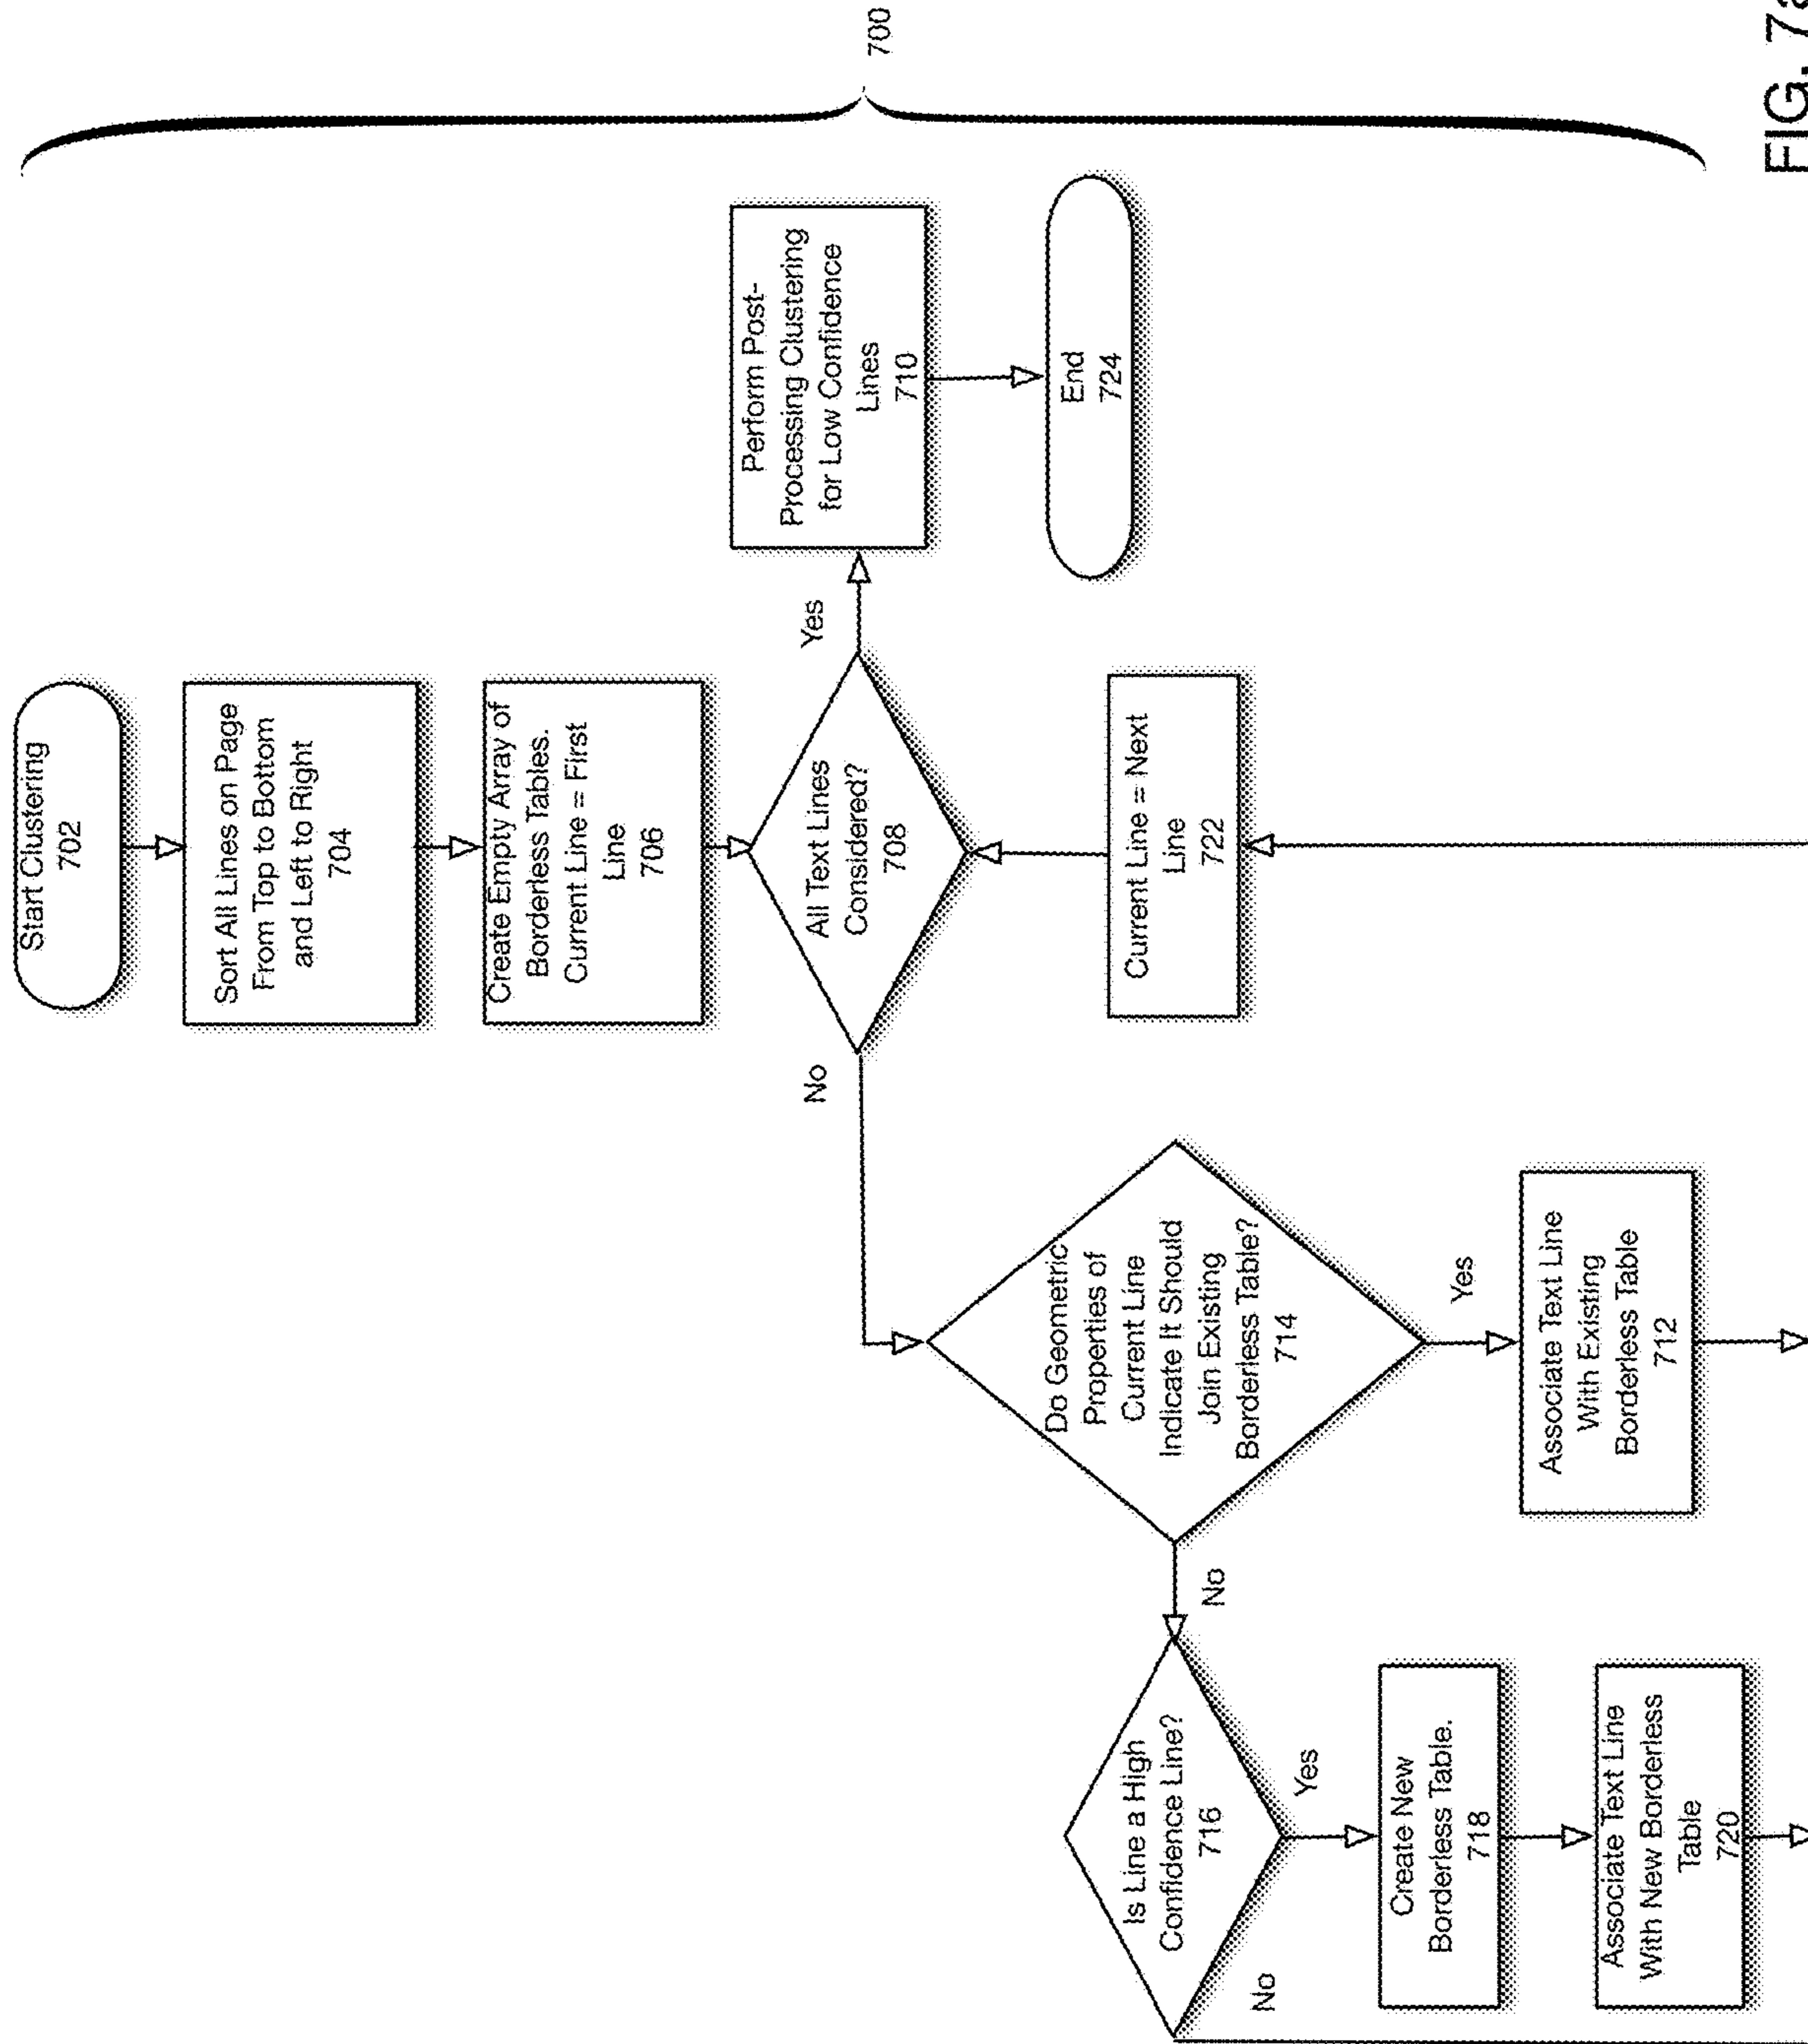 Start Clustering
702
Sort All Lines on Page
From Top to Bottom
and Left to Right
704
Create Empty Array of
Borderless Tables.
Current Line = First
Line
706
All Text Lines
Considered?
708
Yes
Perform Post-
Processing Clustering
for Low Confidence
Lines
710
End
724
No
Do Geometric
Properties of
Current Line
Indicate It Should
Join Existing
Borderless Table?
714
Yes
Associate Text Line
With Existing
Borderless Table
712
No
Is Line a High
Confidence Line?
716
Yes
Create New
Borderless Table.
718
Associate Text Line
With New Borderless
Table
720
No
Current Line = Next
Line
722
700
FIG. 7a